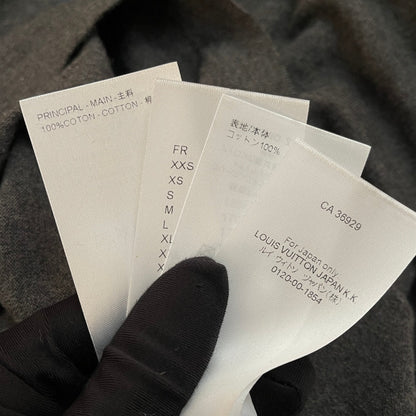 PRINCIPAL - MAIN - 主料
100%COTON - COTTON - 棉
FR
XXS
XS
S
M
L
XL
表地/本体
コットン100%
CA 36929
For Japan only
LOUIS VUITTON JAPAN K.K
ルイ ヴィトン ジャパン(株)
0120-00-1854